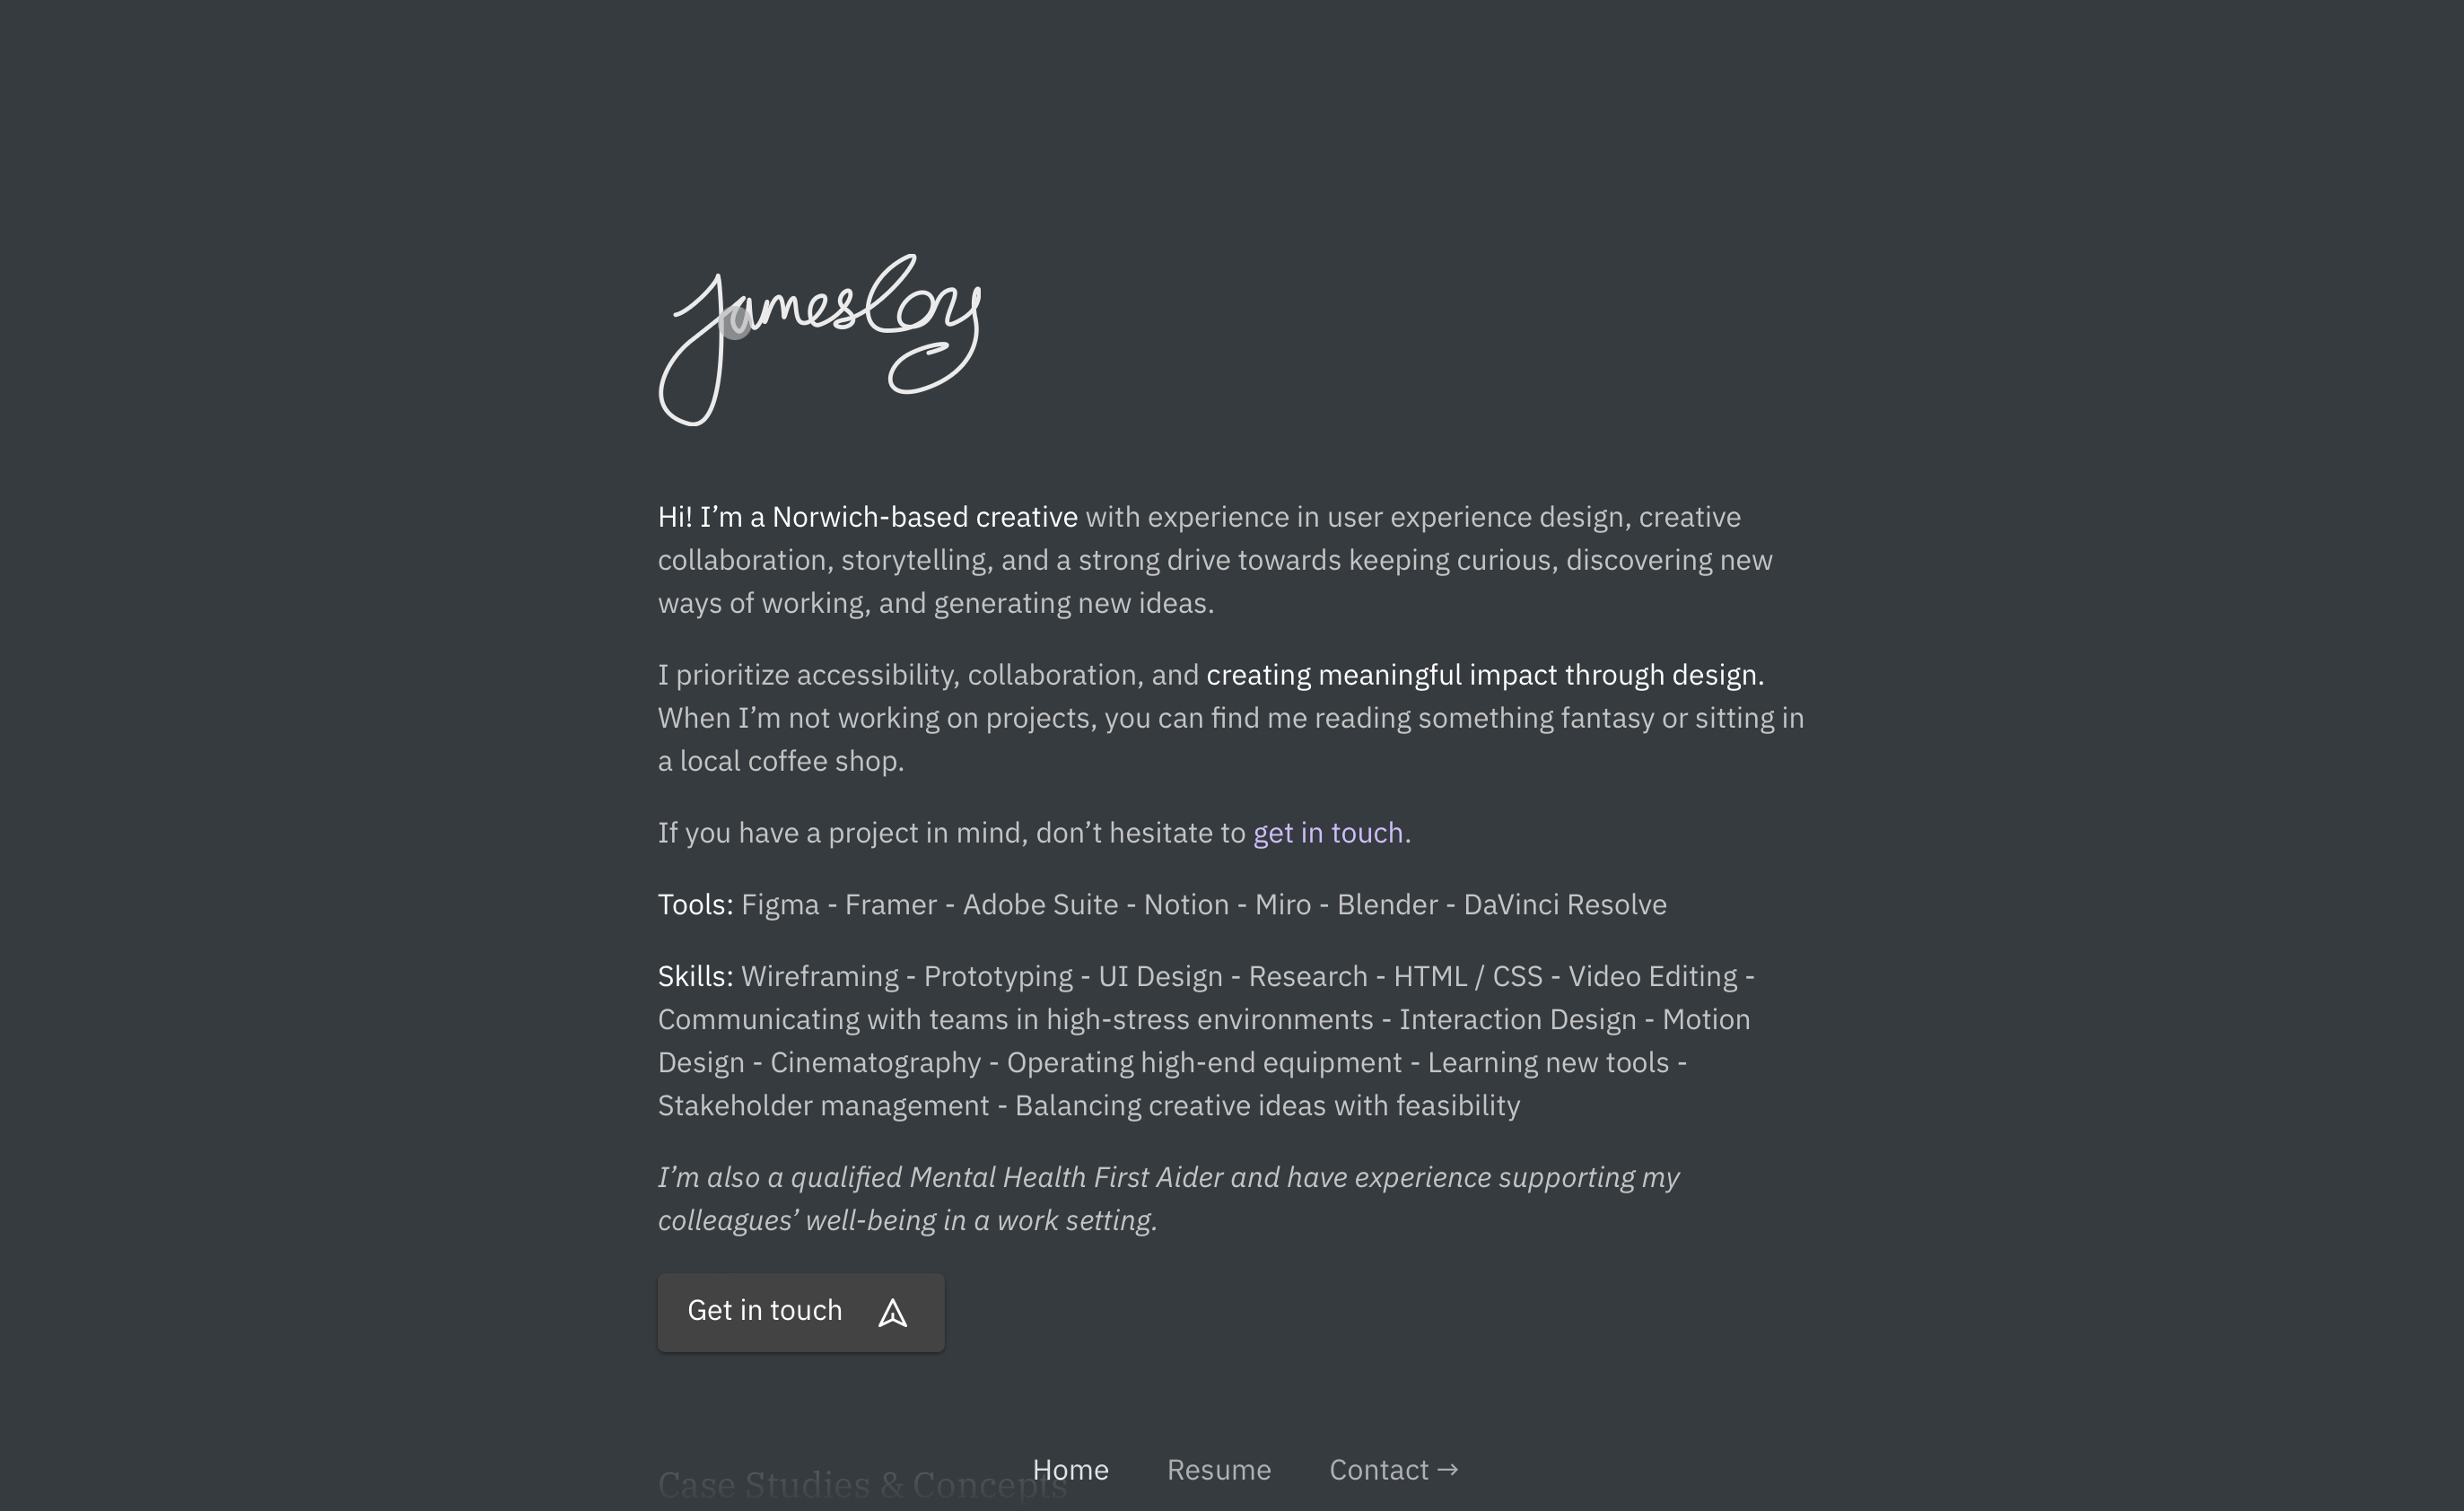 Jamesloy
Hi! I’m a Norwich-based creative with experience in user experience design, creative
collaboration, storytelling, and a strong drive towards keeping curious, discovering new
ways of working, and generating new ideas.
I prioritize accessibility, collaboration, and creating meaningful impact through design.
When I’m not working on projects, you can find me reading something fantasy or sitting in
a local coffee shop.
If you have a project in mind, don’t hesitate to get in touch.
Tools: Figma - Framer - Adobe Suite - Notion - Miro - Blender - DaVinci Resolve
Skills: Wireframing - Prototyping - UI Design - Research - HTML / CSS - Video Editing -
Communicating with teams in high-stress environments - Interaction Design - Motion
Design - Cinematography - Operating high-end equipment - Learning new tools -
Stakeholder management - Balancing creative ideas with feasibility
I’m also a qualified Mental Health First Aider and have experience supporting my
colleagues’ well-being in a work setting.
Get in touch
Home Resume Contact →
Case Studies & Concepts